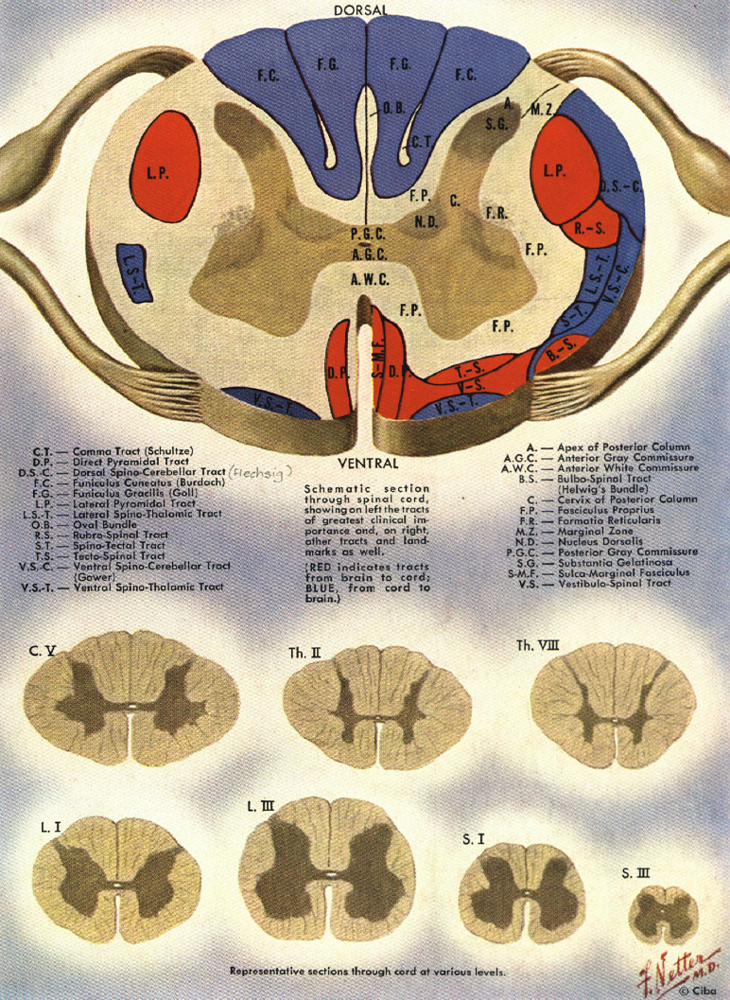 DORSAL
F.C.
F.G.
F.G.
F.C.
O.B.
A.
M.Z.
S.G.
C.T.
L.P.
L.P.
D.S.-C.
F.P.
C.
F.R.
N.D.
R.-S.
P.G.C.
F.P.
A.G.C.
L.S-T.
L.S.-T.
V.S.-C.
A.W.C.
F.P.
S-T.
F.P.
B.-S.
D.P.
S-M.F.
D.P.
T.-S.
V-S.
V.S.-T.
V.S.-T.
VENTRAL
C.T. — Comma Tract (Schultze)
D.P. — Direct Pyramidal Tract
D.S.-C. — Dorsal Spino-Cerebellar Tract (Flechsig)
F.C. — Funiculus Cuneatus (Burdach)
F.G. — Funiculus Gracilis (Gall)
L.P. — Lateral Pyramidal Tract
L.S.-T. — Lateral Spino-Thalamic Tract
O.B. — Oval Bundle
R.S. — Rubro-Spinal Tract
S.T. — Spino-Tectal Tract
T.S. — Tecto-Spinal Tract
V.S.-C. — Ventral Spino-Cerebellar Tract
(Gower)
V.S.-T. — Ventral Spino-Thalamic Tract
Schematic section
through spinal cord,
showing on left the tracts
of greatest clinical im-
portance and, on right,
other tracts and land-
marks as well.
(RED indicates tracts
from brain to cord;
BLUE, from cord to
brain.)
A. — Apex of Posterior Column
A.G.C. — Anterior Gray Commissure
A.W.C. — Anterior White Commissure
B.S. — Bulbo-Spinal Tract
(Helwig's Bundle)
C. — Cervix of Posterior Column
F.P. — Fasciculus Proprius
F.R. — Formatio Reticularis
M.Z. — Marginal Zone
N.D. — Nucleus Dorsalis
P.G.C. — Posterior Gray Commissure
S.G. — Substantia Gelatinosa
S-M.F. — Sulco-Marginal Fasciculus
V.S. — Vestibulo-Spinal Tract
C. V
Th. II
Th. VIII
L. I
L. III
S. I
S. III
Representative sections through cord at various levels.
F. Netter
M.D.
© Ciba